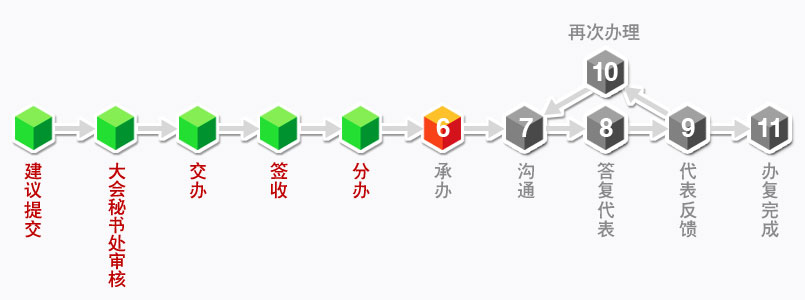 再次办理
10
6
7
8
9
11
建议提交
大会秘书处审核
交办
签收
分办
承办
沟通
答复代表
代表反馈
办复完成